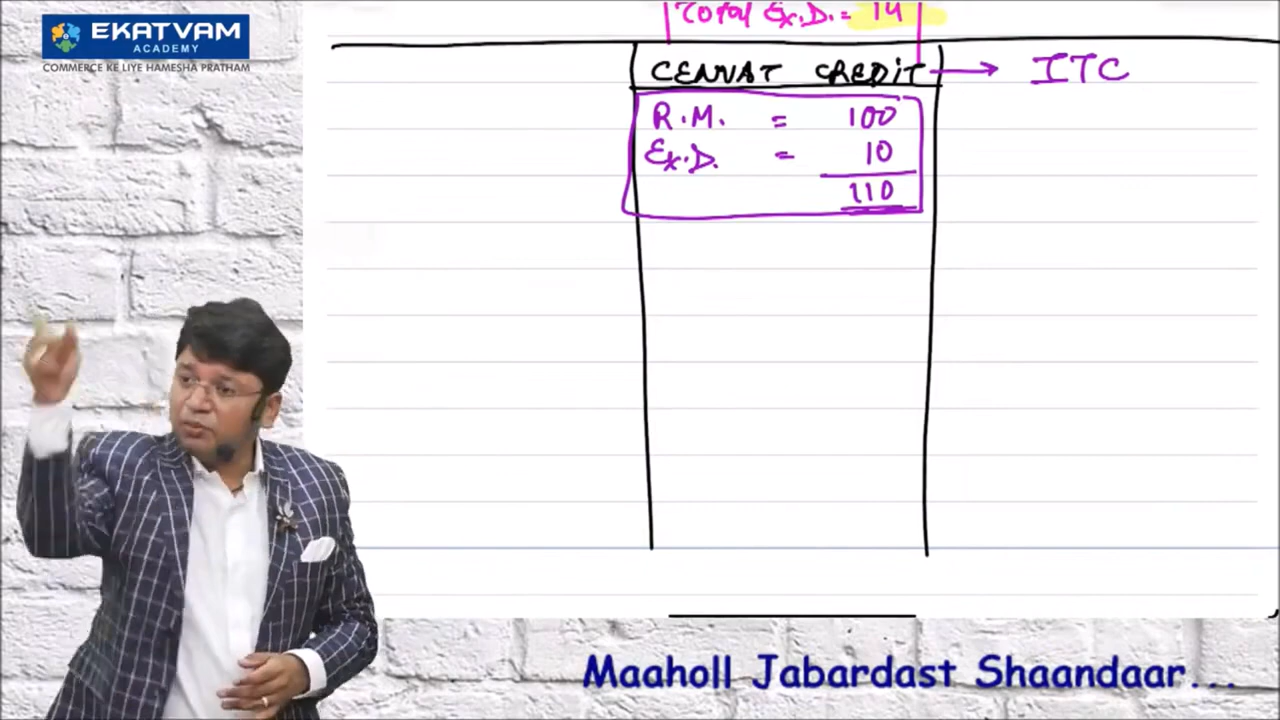 EKATVAM
ACADEMY
COMMERCE KE LIYE HAMESHA PRATHAM
Total Ex.D. = 14
CENVAT CREDIT → ITC
R.M. = 100
Ex.D. = 10
110
Maaholl Jabardast Shaandaar...